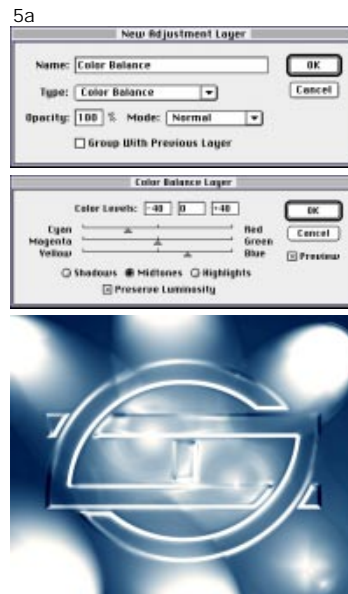 5a
New Adjustment Layer
Name: Color Balance
OK
Type: Color Balance
Cancel
Opacity: 100 % Mode: Normal
Group With Previous Layer
Color Balance Layer
Color Levels: -40 0 +40
OK
Cyan Red
Cancel
Magenta Green
Yellow Blue
Preview
Shadows Midtones Highlights
Preserve Luminosity